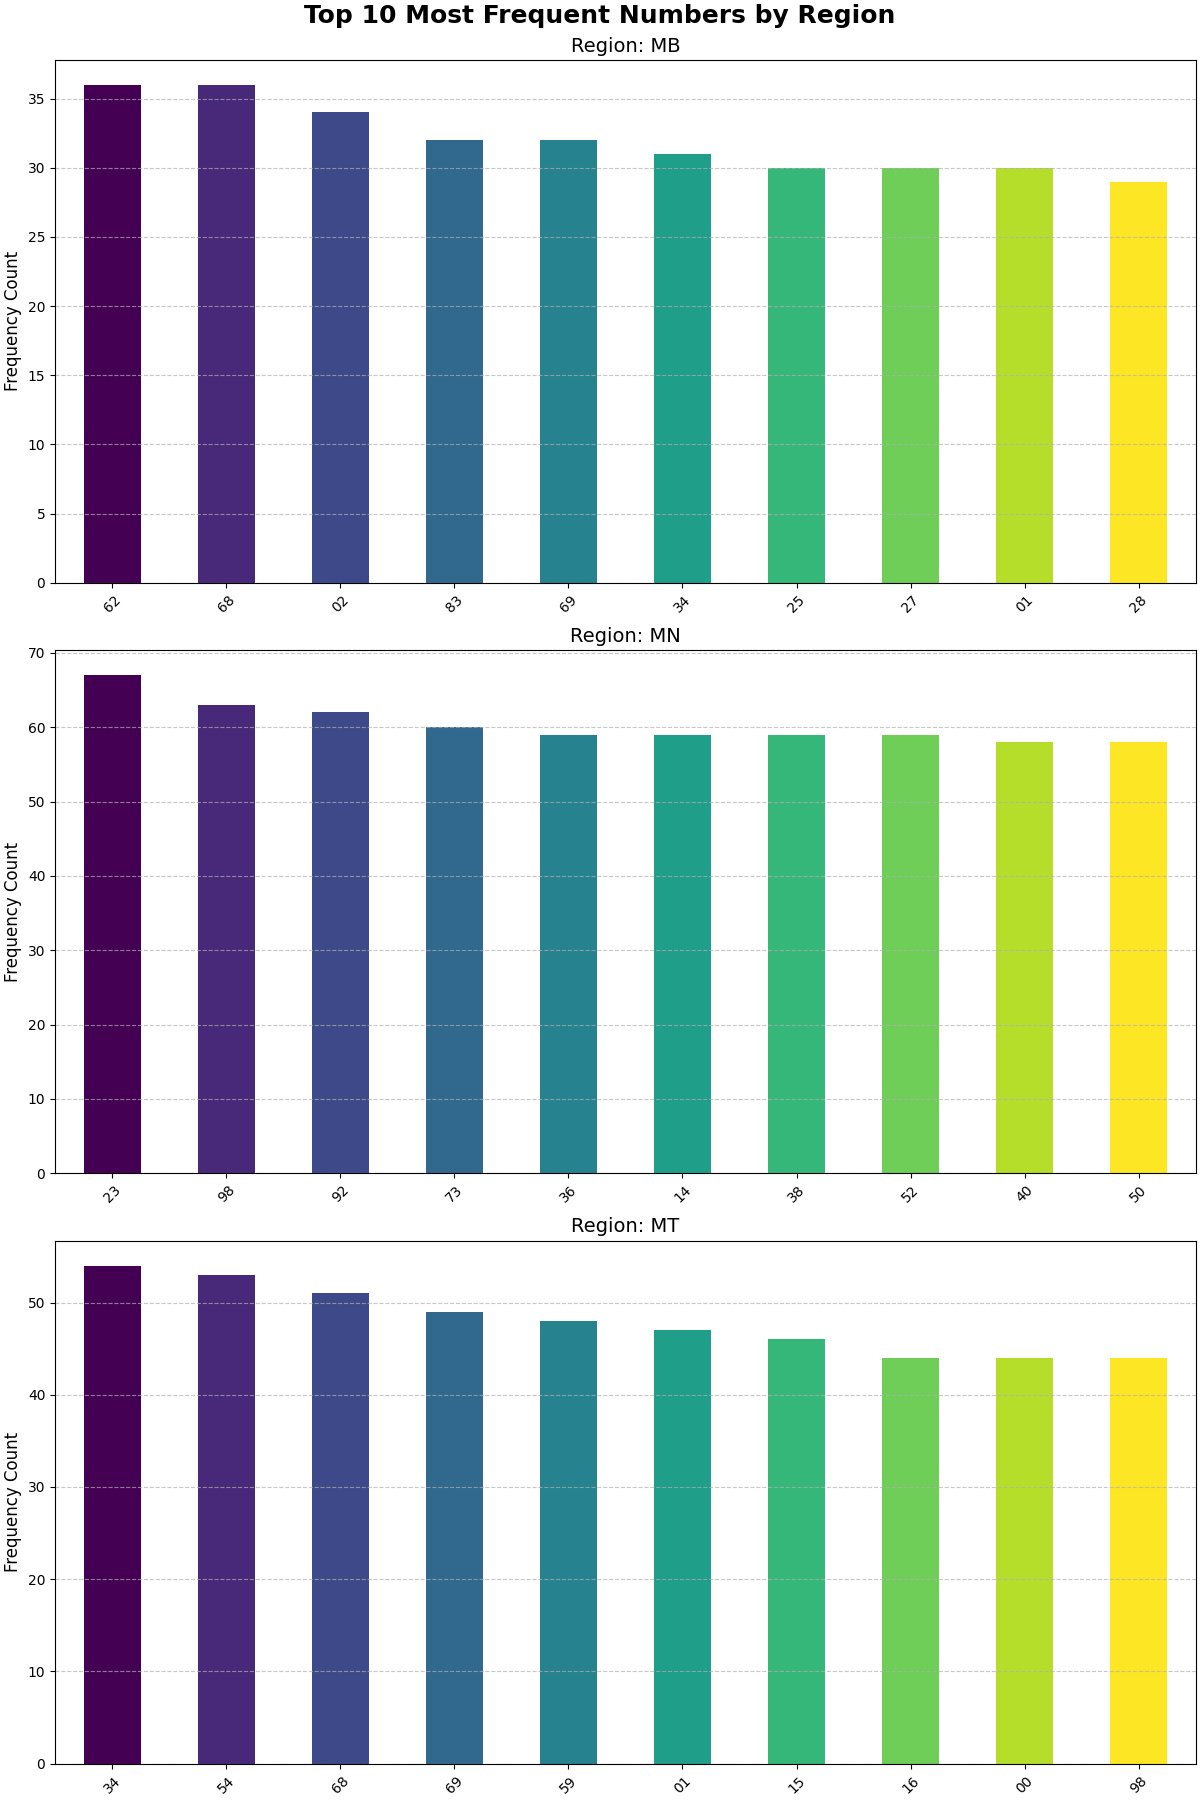 Top 10 Most Frequent Numbers by Region
Region: MB
Frequency Count
35
30
25
20
15
10
5
0
62 68 02 83 69 34 25 27 01 28
Region: MN
Frequency Count
70
60
50
40
30
20
10
0
23 98 92 73 36 14 38 52 40 50
Region: MT
Frequency Count
50
40
30
20
10
0
34 54 68 69 59 01 15 16 00 98